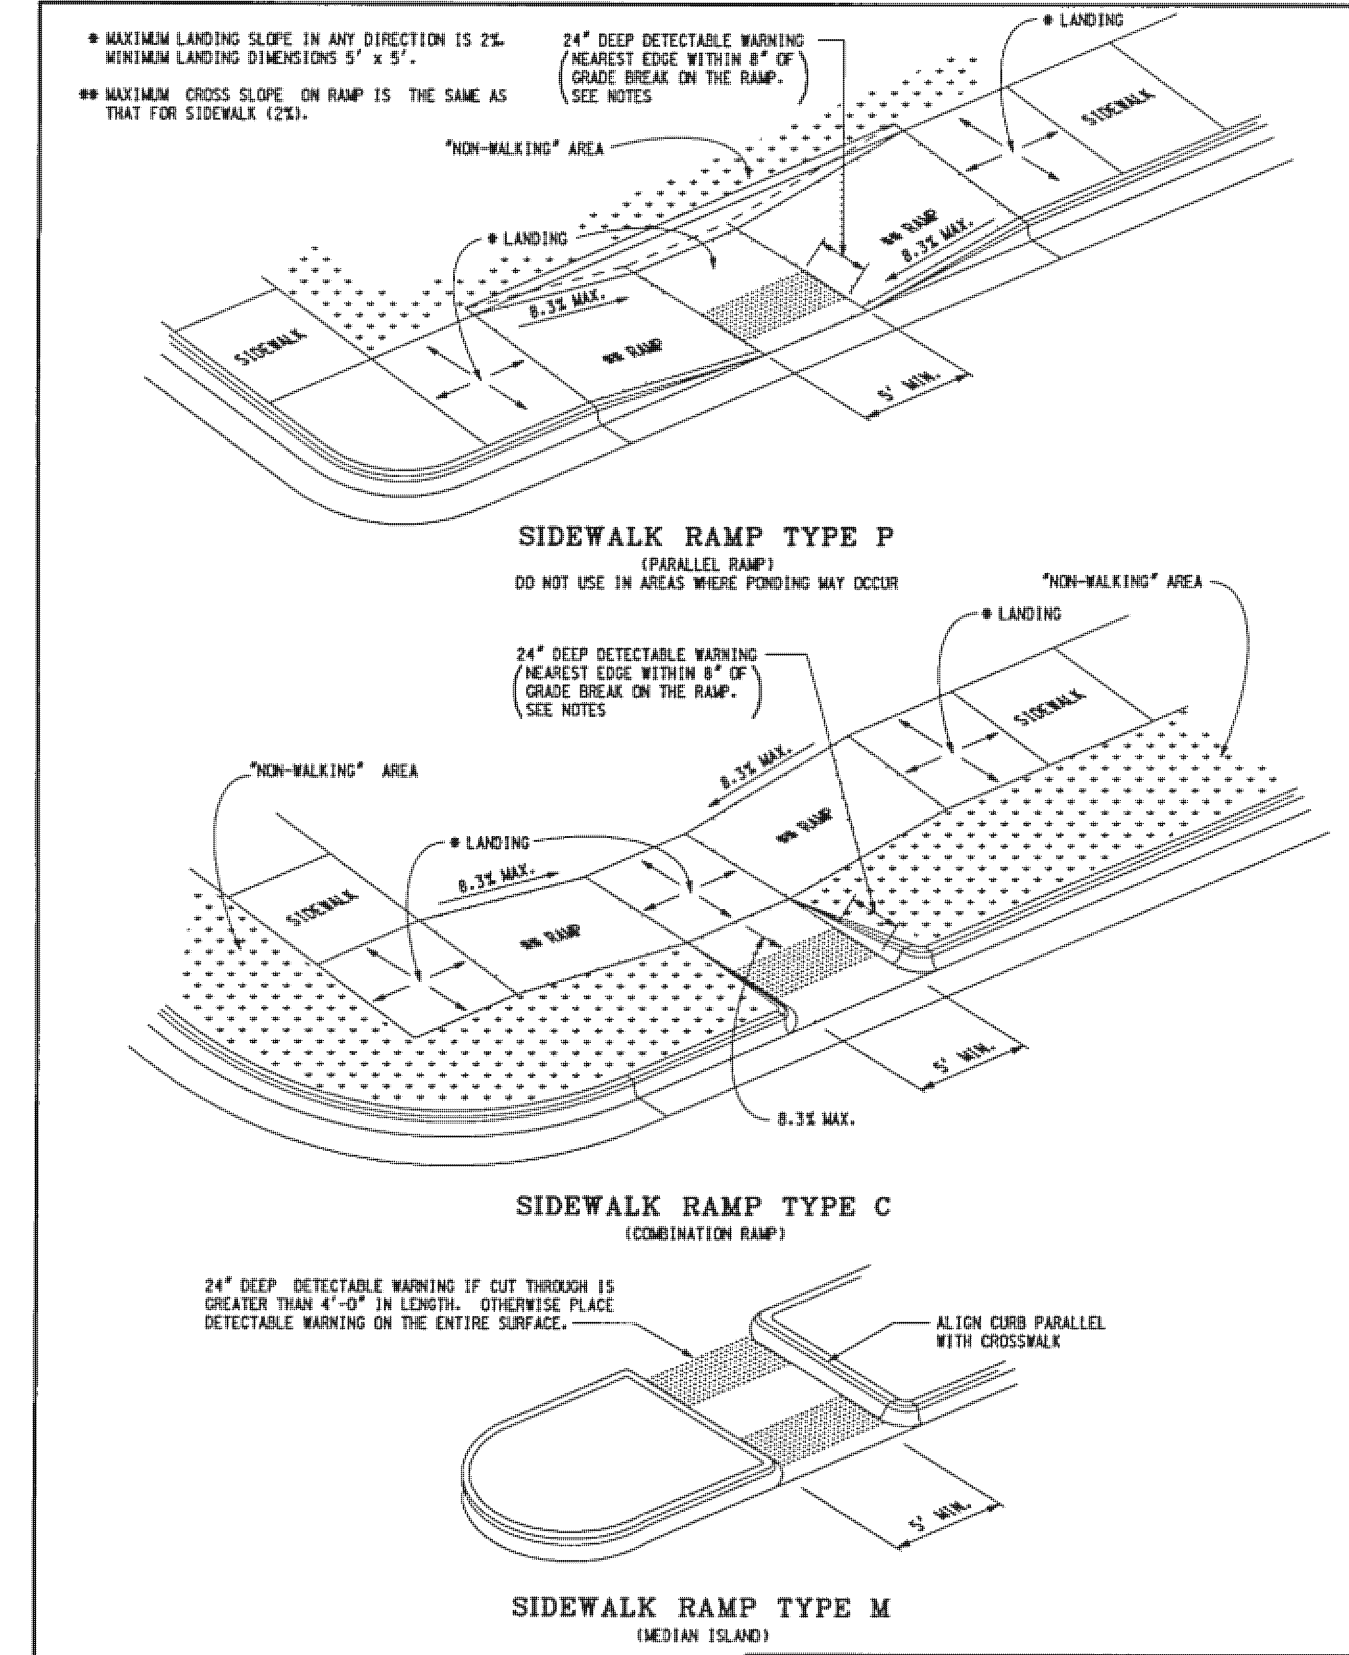 * MAXIMUM LANDING SLOPE IN ANY DIRECTION IS 2%.
MINIMUM LANDING DIMENSIONS 5' x 5'.
** MAXIMUM CROSS SLOPE ON RAMP IS THE SAME AS
THAT FOR SIDEWALK (2%).
24" DEEP DETECTABLE WARNING
(NEAREST EDGE WITHIN 8" OF
GRADE BREAK ON THE RAMP.
SEE NOTES)
* LANDING
SIDEWALK
"NON-WALKING" AREA
* LANDING
** RAMP
8.3% MAX.
8.3% MAX.
SIDEWALK
** RAMP
5' MIN.
SIDEWALK RAMP TYPE P
(PARALLEL RAMP)
DO NOT USE IN AREAS WHERE PONDING MAY OCCUR
"NON-WALKING" AREA
* LANDING
24" DEEP DETECTABLE WARNING
(NEAREST EDGE WITHIN 8" OF
GRADE BREAK ON THE RAMP.
SEE NOTES)
SIDEWALK
8.3% MAX.
"NON-WALKING" AREA
** RAMP
* LANDING
8.3% MAX.
SIDEWALK
** RAMP
5' MIN.
8.3% MAX.
SIDEWALK RAMP TYPE C
(COMBINATION RAMP)
24" DEEP DETECTABLE WARNING IF CUT THROUGH IS
GREATER THAN 4'-0" IN LENGTH. OTHERWISE PLACE
DETECTABLE WARNING ON THE ENTIRE SURFACE.
ALIGN CURB PARALLEL
WITH CROSSWALK
5' MIN.
SIDEWALK RAMP TYPE M
(MEDIAN ISLAND)